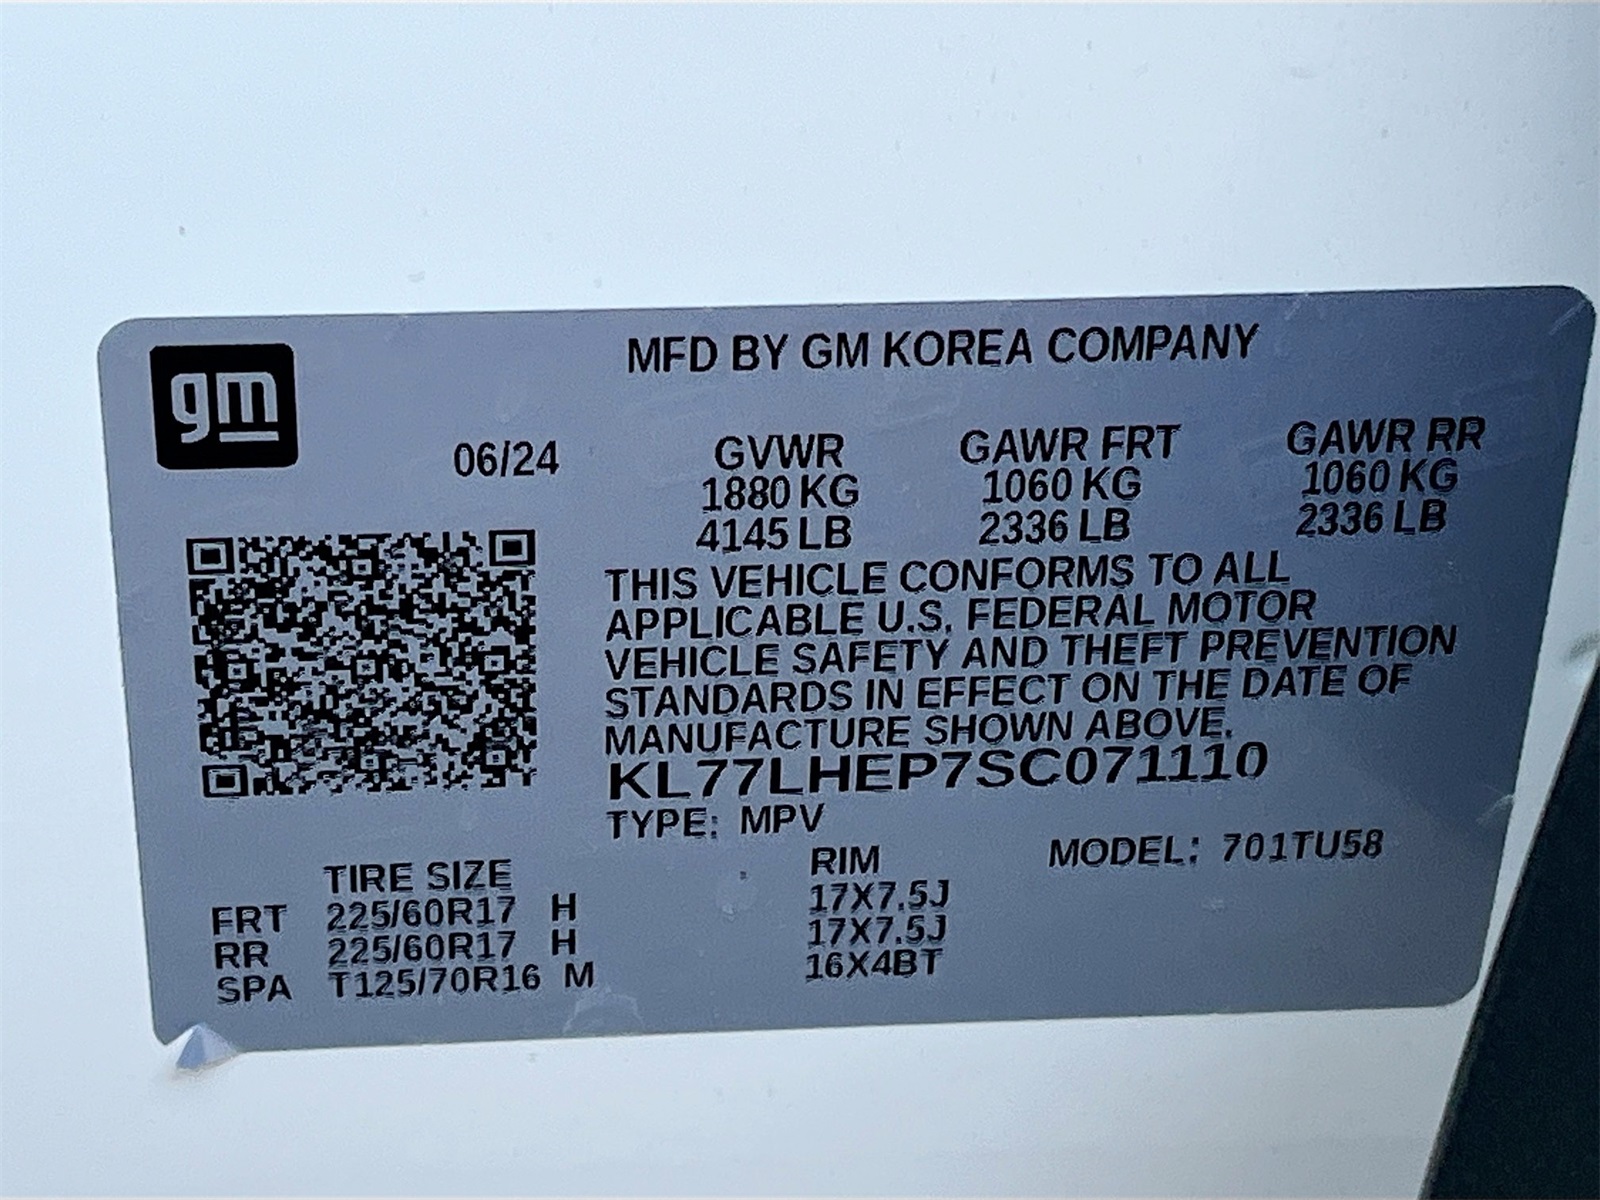 gm
MFD BY GM KOREA COMPANY
06/24
GVWR GAWR FRT GAWR RR
1880 KG 1060 KG 1060 KG
4145 LB 2336 LB 2336 LB
THIS VEHICLE CONFORMS TO ALL
APPLICABLE U.S. FEDERAL MOTOR
VEHICLE SAFETY AND THEFT PREVENTION
STANDARDS IN EFFECT ON THE DATE OF
MANUFACTURE SHOWN ABOVE.
KL77LHEP7SC071110
TYPE: MPV
MODEL: 701TU58
TIRE SIZE RIM
FRT 225/60R17 H 17X7.5J
RR 225/60R17 H 17X7.5J
SPA T125/70R16 M 16X4BT